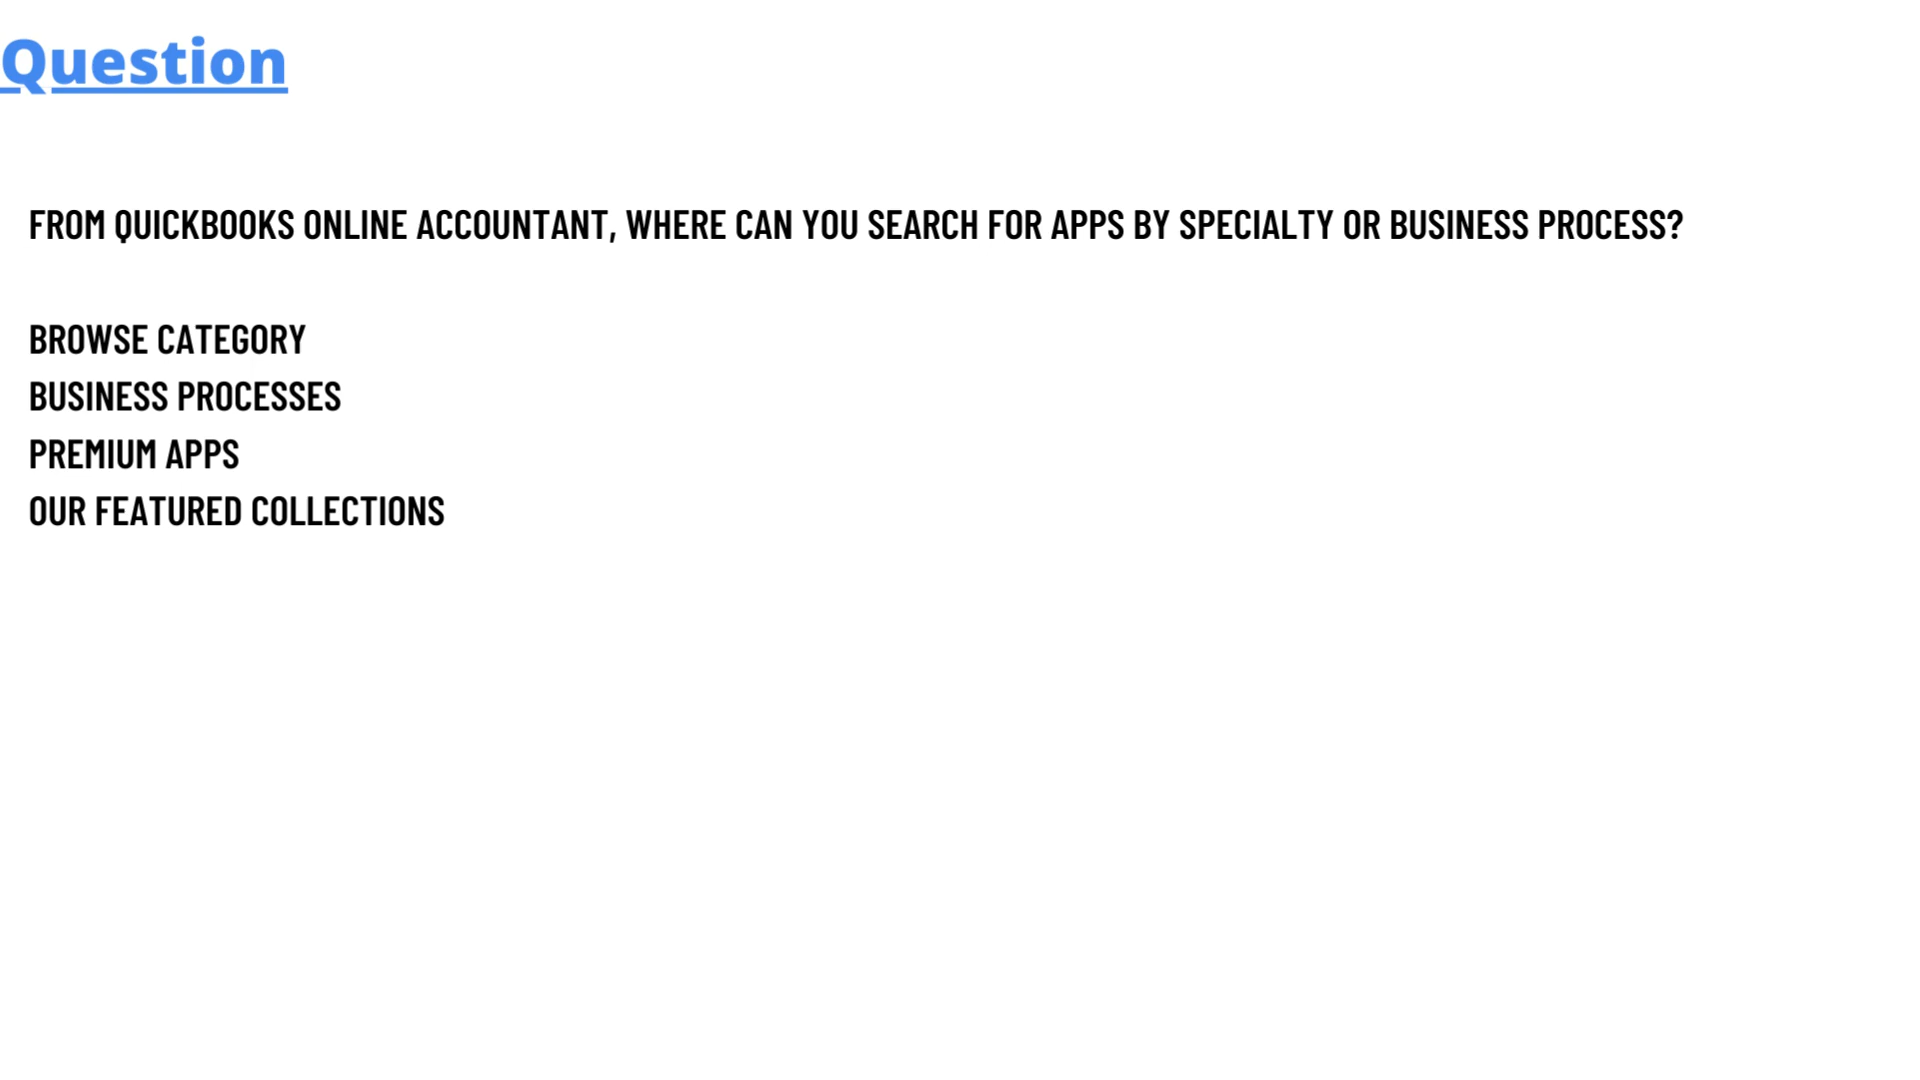 Question
FROM QUICKBOOKS ONLINE ACCOUNTANT, WHERE CAN YOU SEARCH FOR APPS BY SPECIALTY OR BUSINESS PROCESS?
BROWSE CATEGORY
BUSINESS PROCESSES
PREMIUM APPS
OUR FEATURED COLLECTIONS